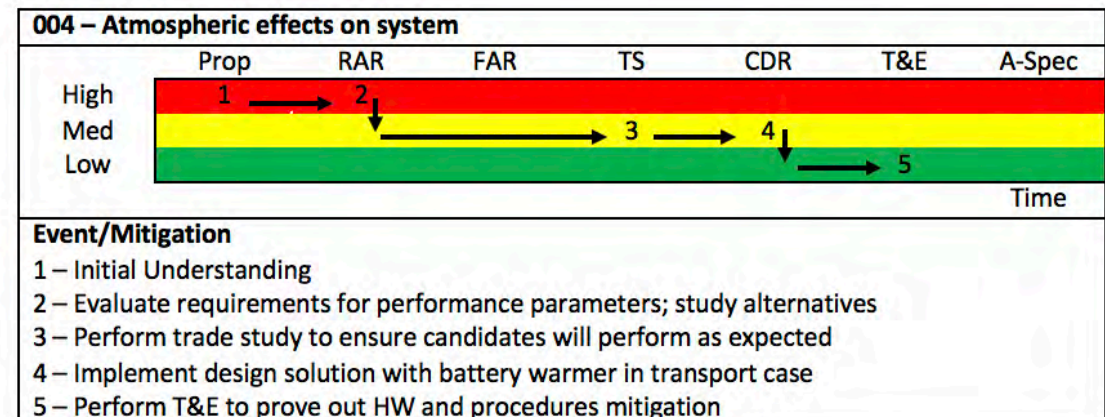 004 – Atmospheric effects on system
Prop RAR FAR TS CDR T&E A-Spec
High 1 2
Med 3 4
Low 5
Time
Event/Mitigation
1 – Initial Understanding
2 – Evaluate requirements for performance parameters; study alternatives
3 – Perform trade study to ensure candidates will perform as expected
4 – Implement design solution with battery warmer in transport case
5 – Perform T&E to prove out HW and procedures mitigation